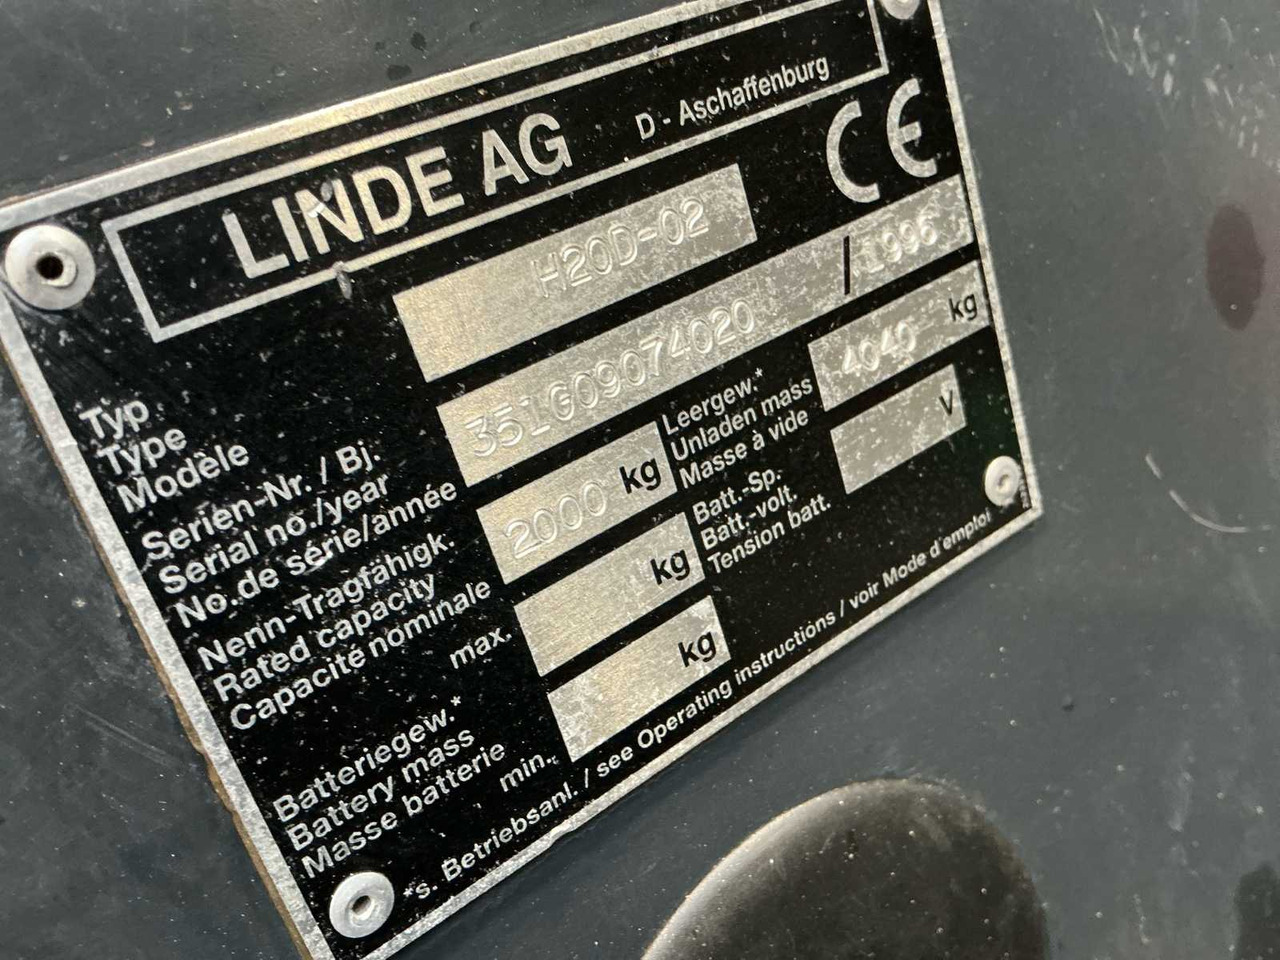 LINDE AG D - Aschaffenburg
Typ
Type
Modèle
H20D-02
CE
Serien-Nr. / Bj.
Serial no./year
No.de série/année
351G09074020 / 1996
Nenn-Tragfähigk.
Rated capacity
Capacité nominale
2000 kg
Leergew.*
Unladen mass
Masse à vide
4040 kg
Batteriegew.*
Battery mass
Masse batterie
max. kg
min. kg
Batt.-Sp.
Batt.-volt.
Tension batt.
V
*s. Betriebsanl. / see Operating instructions / voir Mode d'emploi